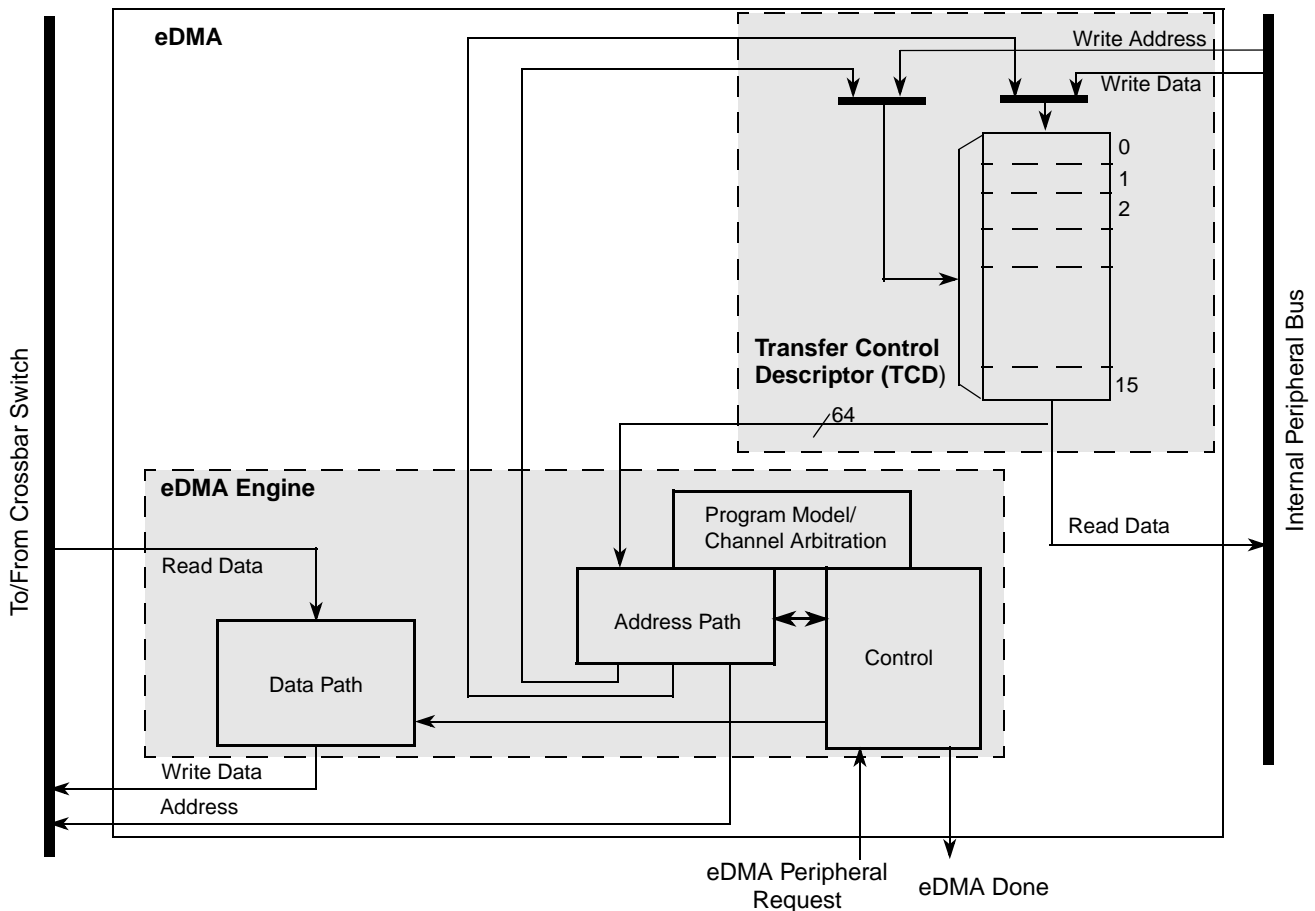 eDMA
Write Address
Write Data
0
1
2
15
Transfer Control
Descriptor (TCD)
64
To/From Crossbar Switch
Internal Peripheral Bus
eDMA Engine
Program Model/
Channel Arbitration
Read Data
Read Data
Address Path
Control
Data Path
Write Data
Address
eDMA Peripheral
Request
eDMA Done